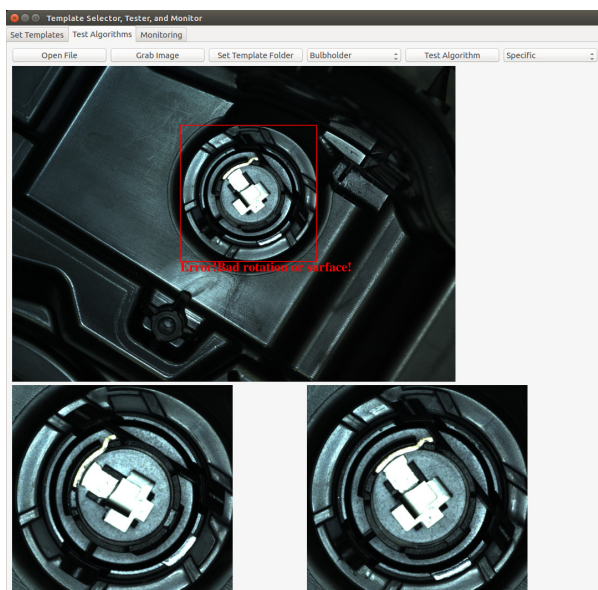 Template Selector, Tester, and Monitor
Set Templates Test Algorithms Monitoring
Open File Grab Image Set Template Folder Bulbholder Test Algorithm Specific
Error!Bad rotation or surface!